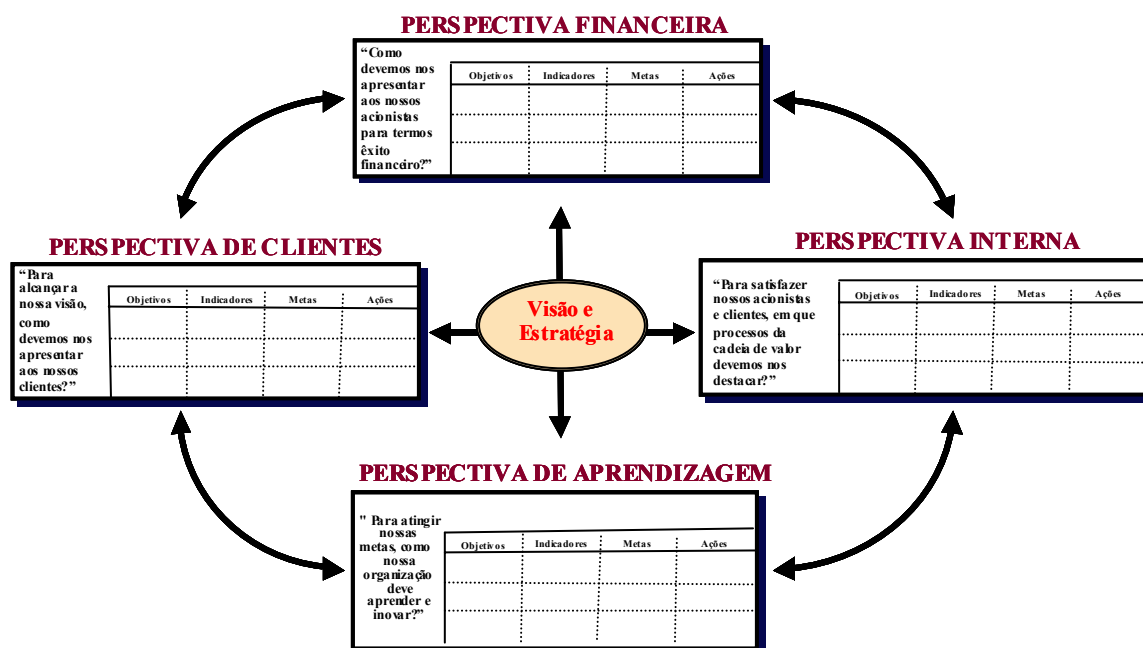 PERSPECTIVA FINANCEIRA
“Como
devemos nos
apresentar
aos nossos
acionistas
para termos
êxito
financeiro?”
Objetivos Indicadores Metas Ações
PERSPECTIVA DE CLIENTES
“Para
alcançar a
nossa visão,
como
devemos nos
apresentar
aos nossos
clientes?”
Objetivos Indicadores Metas Ações
Visão e
Estratégia
PERSPECTIVA INTERNA
“Para satisfazer
nossos acionistas
e clientes, em que
processos da
cadeia de valor
devemos nos
destacar?”
Objetivos Indicadores Metas Ações
PERSPECTIVA DE APRENDIZAGEM
" Para atingir
nossas
metas, como
nossa
organização
deve
aprender e
inovar?”
Objetivos Indicadores Metas Ações